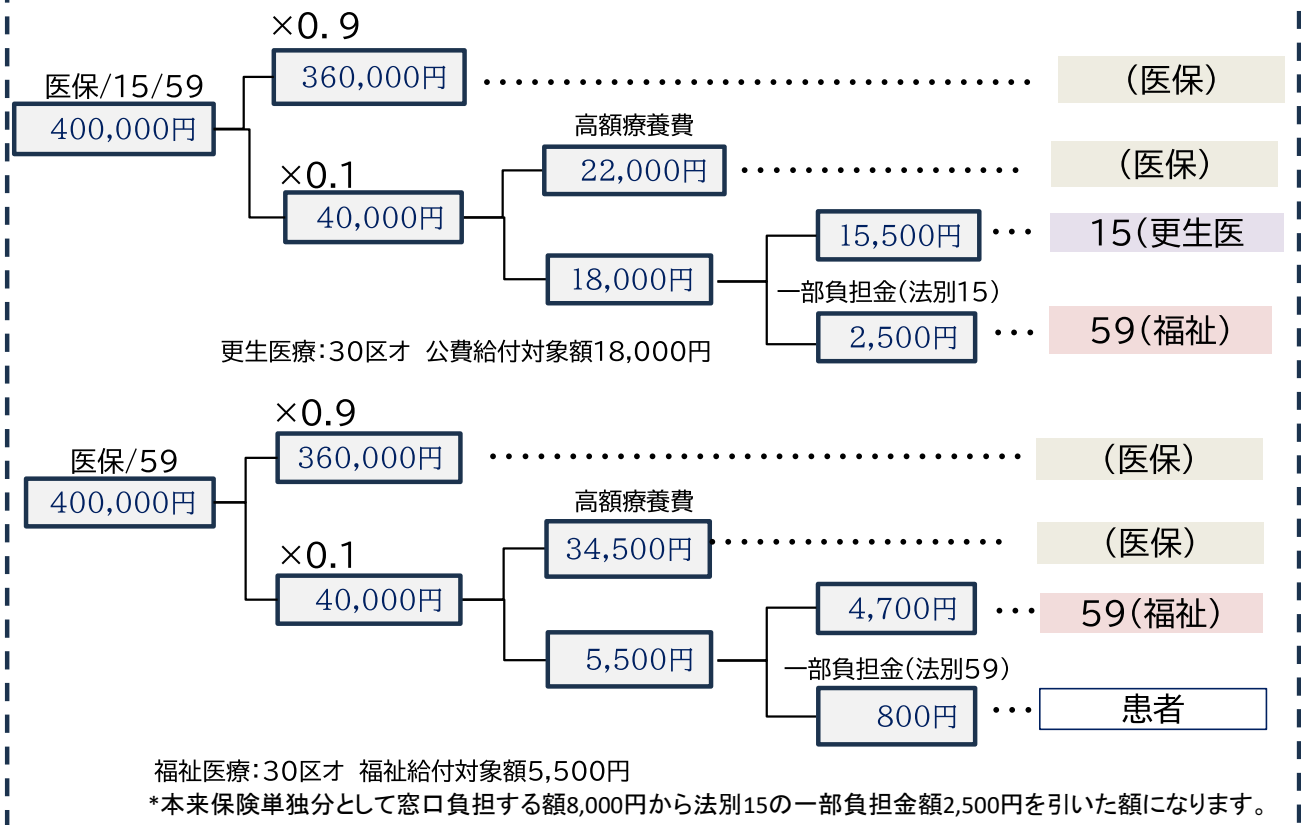 ×0.9
医保/15/59
360,000円
(医保)
400,000円
高額療養費
×0.1
22,000円
(医保)
40,000円
15,500円
15(更生医
18,000円
一部負担金(法別15)
2,500円
59(福祉)
更生医療:30区オ 公費給付対象額18,000円
×0.9
医保/59
360,000円
(医保)
400,000円
高額療養費
×0.1
34,500円
(医保)
40,000円
4,700円
59(福祉)
5,500円
一部負担金(法別59)
800円
患者
福祉医療:30区オ 福祉給付対象額5,500円
*本来保険単独分として窓口負担する額8,000円から法別15の一部負担金額2,500円を引いた額になります。